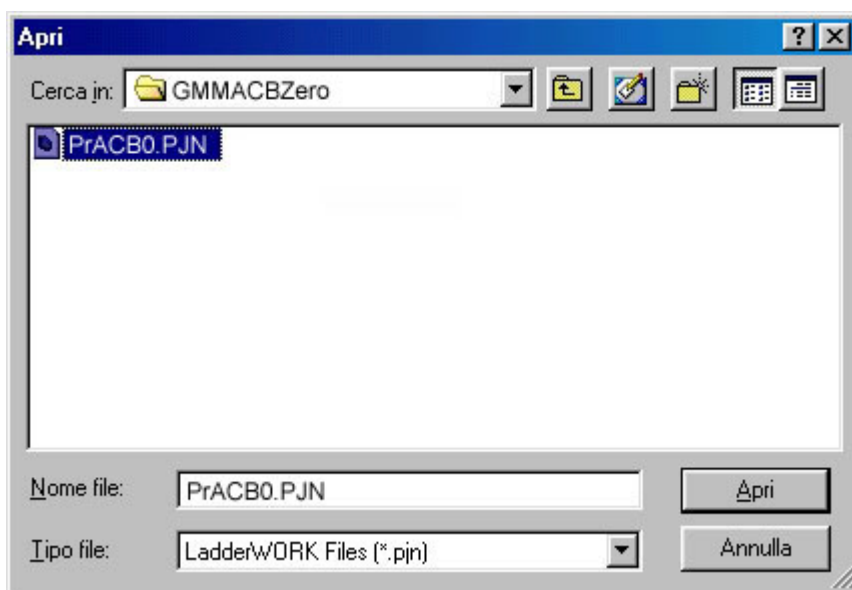 Apri
Cerca in: GMMACBZero
PrACB0.PJN
Nome file: PrACB0.PJN Apri
Tipo file: LadderWORK Files (*.pjn) Annulla